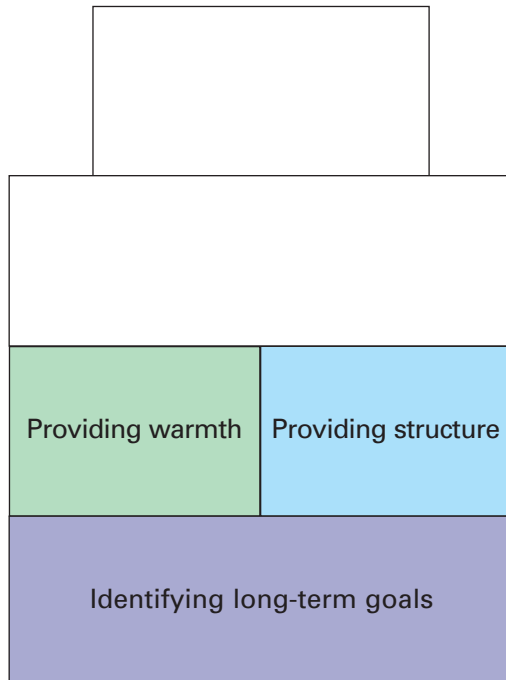 Providing warmth
Providing structure
Identifying long-term goals